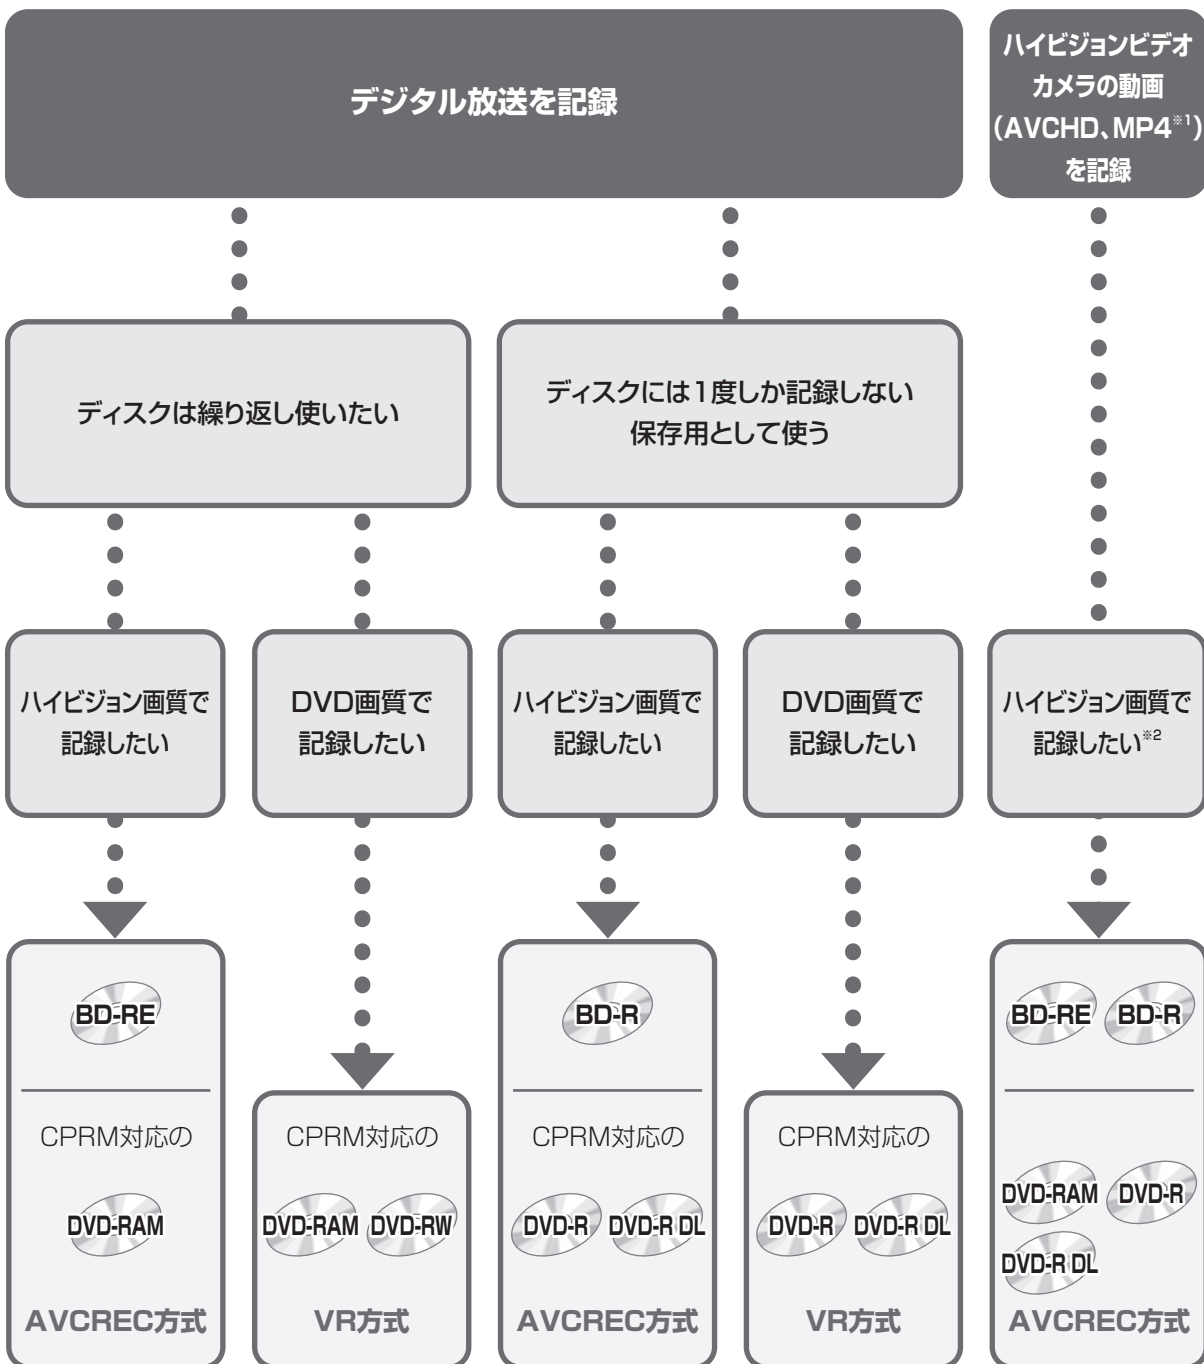 デジタル放送を記録
ハイビジョンビデオ
カメラの動画
(AVCHD、MP4※1)
を記録
ディスクは繰り返し使いたい
ディスクには1度しか記録しない
保存用として使う
ハイビジョン画質で
記録したい
DVD画質で
記録したい
ハイビジョン画質で
記録したい
DVD画質で
記録したい
ハイビジョン画質で
記録したい※2
BD-RE
CPRM対応の
DVD-RAM
AVCREC方式
CPRM対応の
DVD-RAM DVD-RW
VR方式
BD-R
CPRM対応の
DVD-R DVD-R DL
AVCREC方式
CPRM対応の
DVD-R DVD-R DL
VR方式
BD-RE BD-R
DVD-RAM DVD-R
DVD-R DL
AVCREC方式